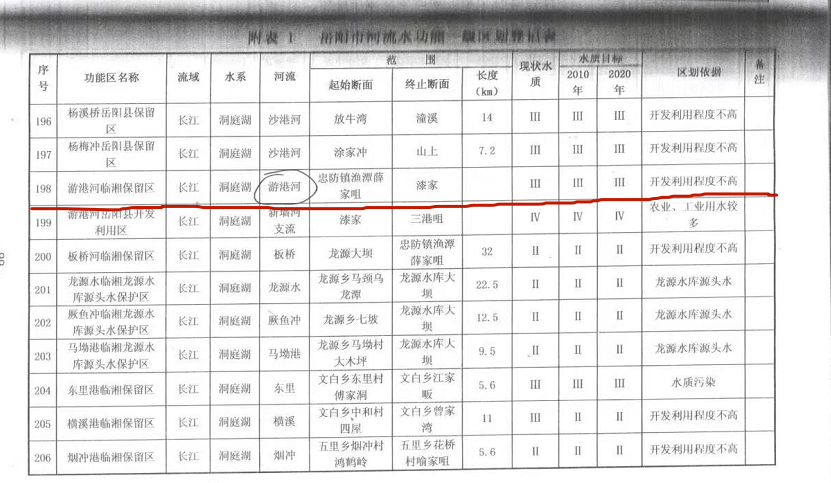 附表 1 岳阳市河流水功能一级区划登记表
序号 功能区名称 流域 水系 河流 范 围 现状水质 水质目标 区划依据 备注
起始断面 终止断面 长度(km) 2010年 2020年
196 杨溪桥岳阳县保留区 长江 洞庭湖 沙港河 放牛湾 潼溪 14 III III III 开发利用程度不高
197 杨梅冲岳阳县保留区 长江 洞庭湖 沙港河 涂家冲 山上 7.2 III III III 开发利用程度不高
198 游港河临湘保留区 长江 洞庭湖 游港河 忠防镇渔潭薛家咀 漆家 III III III 开发利用程度不高
199 游港河岳阳县开发利用区 长江 洞庭湖 新墙河支流 漆家 三港咀 IV IV IV 农业、工业用水较多
200 板桥河临湘保留区 长江 洞庭湖 板桥 龙源大坝 忠防镇渔潭薛家咀 32 II II II 开发利用程度不高
201 龙源水临湘龙源水库源头水保护区 长江 洞庭湖 龙源水 龙源乡马颈乌龙潭 龙源水库大坝 22.5 II II II 龙源水库源头水
202 厥鱼冲临湘龙源水库源头水保护区 长江 洞庭湖 厥鱼冲 龙源乡七坡 龙源水库大坝 12.5 II II II 龙源水库源头水
203 马坳港临湘龙源水库源头水保护区 长江 洞庭湖 马坳港 龙源乡马坳村大木坪 龙源水库大坝 9.5 II II II 龙源水库源头水
204 东里港临湘保留区 长江 洞庭湖 东里 文白乡东里村傅家洞 文白乡江家畈 5.6 III III III 水质污染
205 横溪港临湘保留区 长江 洞庭湖 横溪 文白乡中和村四屋 文白乡曾家湾 11 III II II 开发利用程度不高
206 烟冲港临湘保留区 长江 洞庭湖 烟冲 五里乡烟冲村鸿鹤岭 五里乡花桥村喻家咀 5.6 II II II 开发利用程度不高